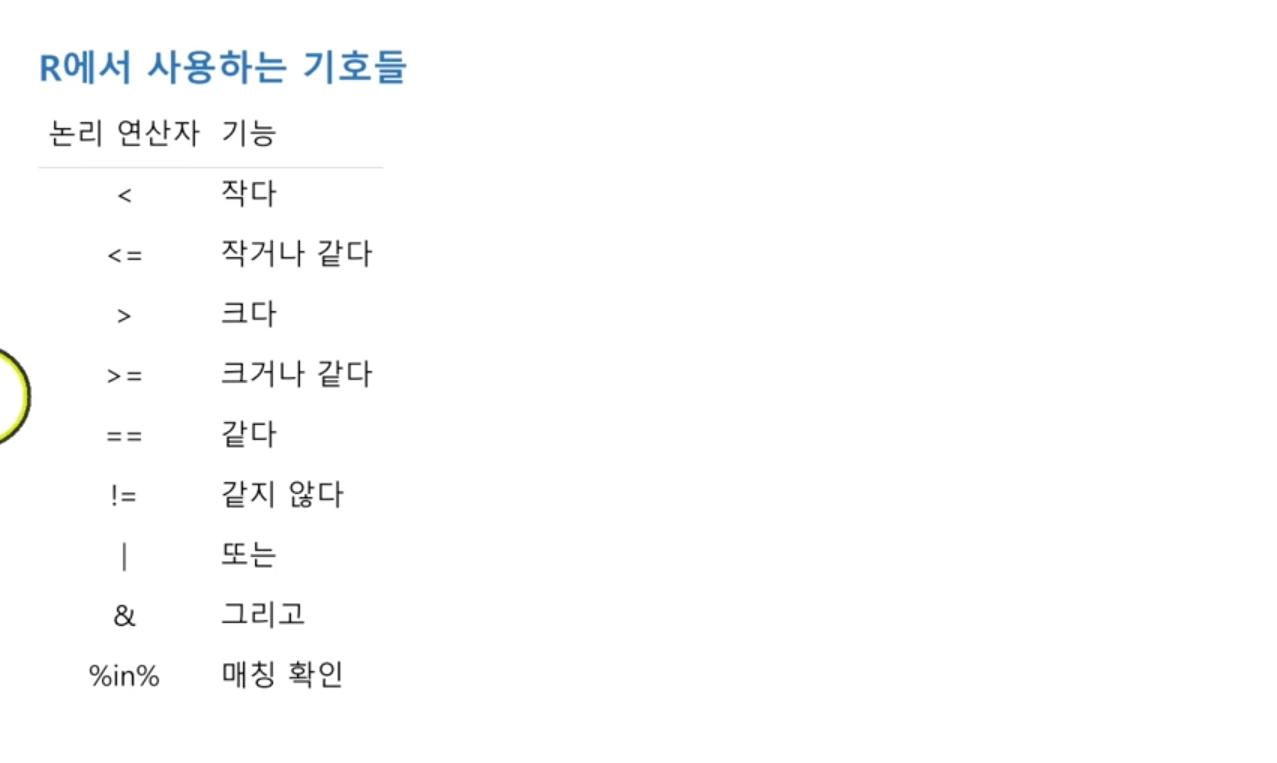 R에서 사용하는 기호들
논리 연산자 기능
< 작다
<= 작거나 같다
> 크다
>= 크거나 같다
== 같다
!= 같지 않다
| 또는
& 그리고
%in% 매칭 확인